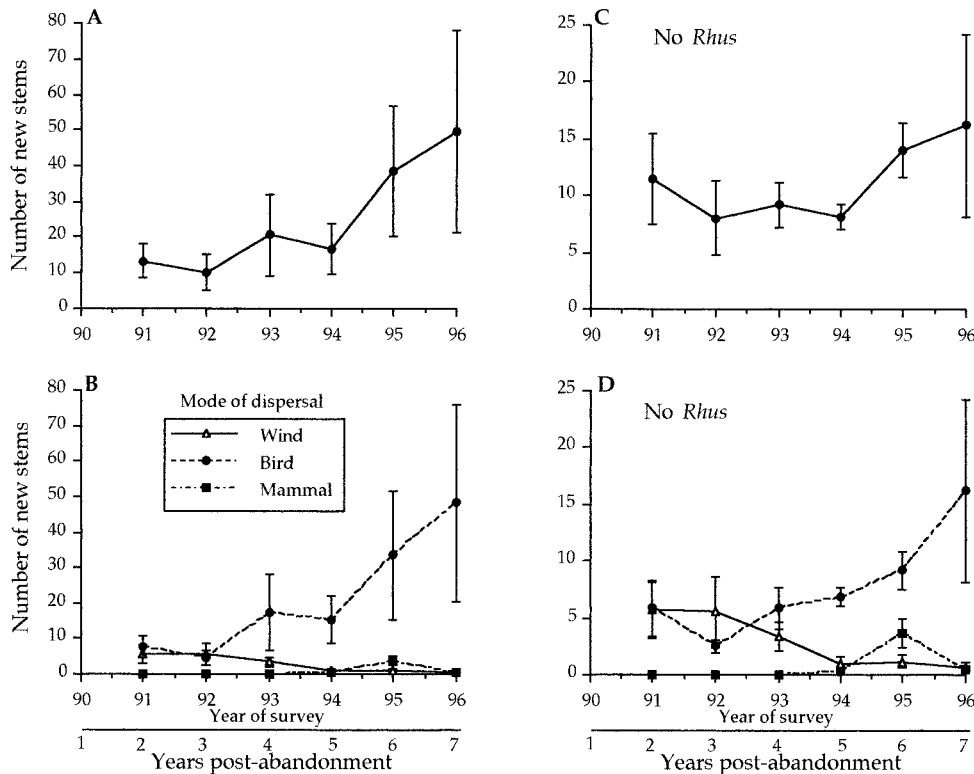 A
Number of new stems
80
70
60
50
40
30
20
10
0
90 91 92 93 94 95 96
C
No Rhus
25
20
15
10
5
0
90 91 92 93 94 95 96
B
Number of new stems
80
70
60
50
40
30
20
10
0
Mode of dispersal
Wind
Bird
Mammal
90 91 92 93 94 95 96
Year of survey
1 2 3 4 5 6 7
Years post-abandonment
D
No Rhus
25
20
15
10
5
0
90 91 92 93 94 95 96
Year of survey
1 2 3 4 5 6 7
Years post-abandonment